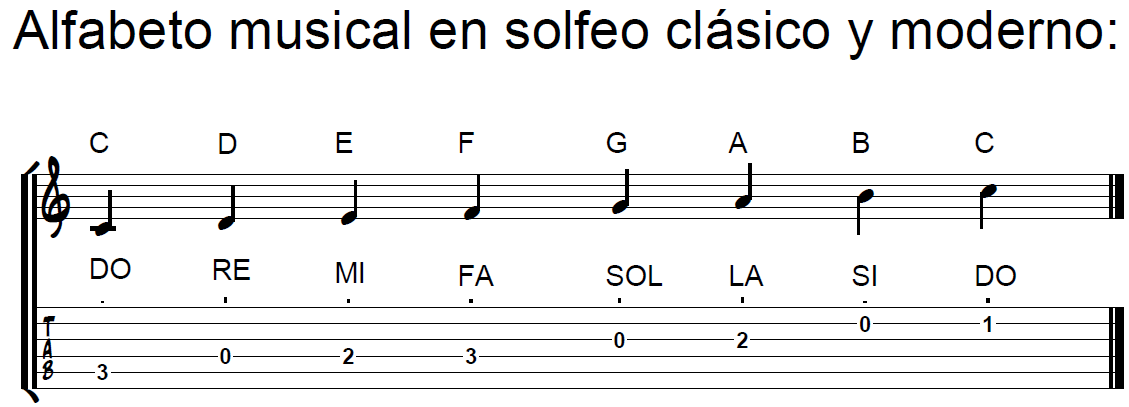 Alfabeto musical en solfeo clásico y moderno:
C D E F G A B C
DO RE MI FA SOL LA SI DO
T
A
B
0 1
0 2
0 2 3
3